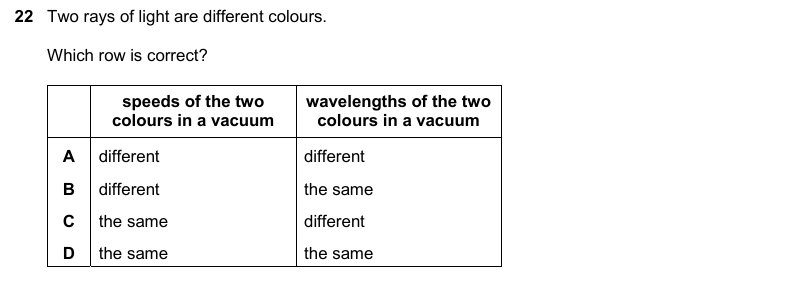 22 Two rays of light are different colours.
Which row is correct?
speeds of the two colours in a vacuum wavelengths of the two colours in a vacuum
A different different
B different the same
C the same different
D the same the same